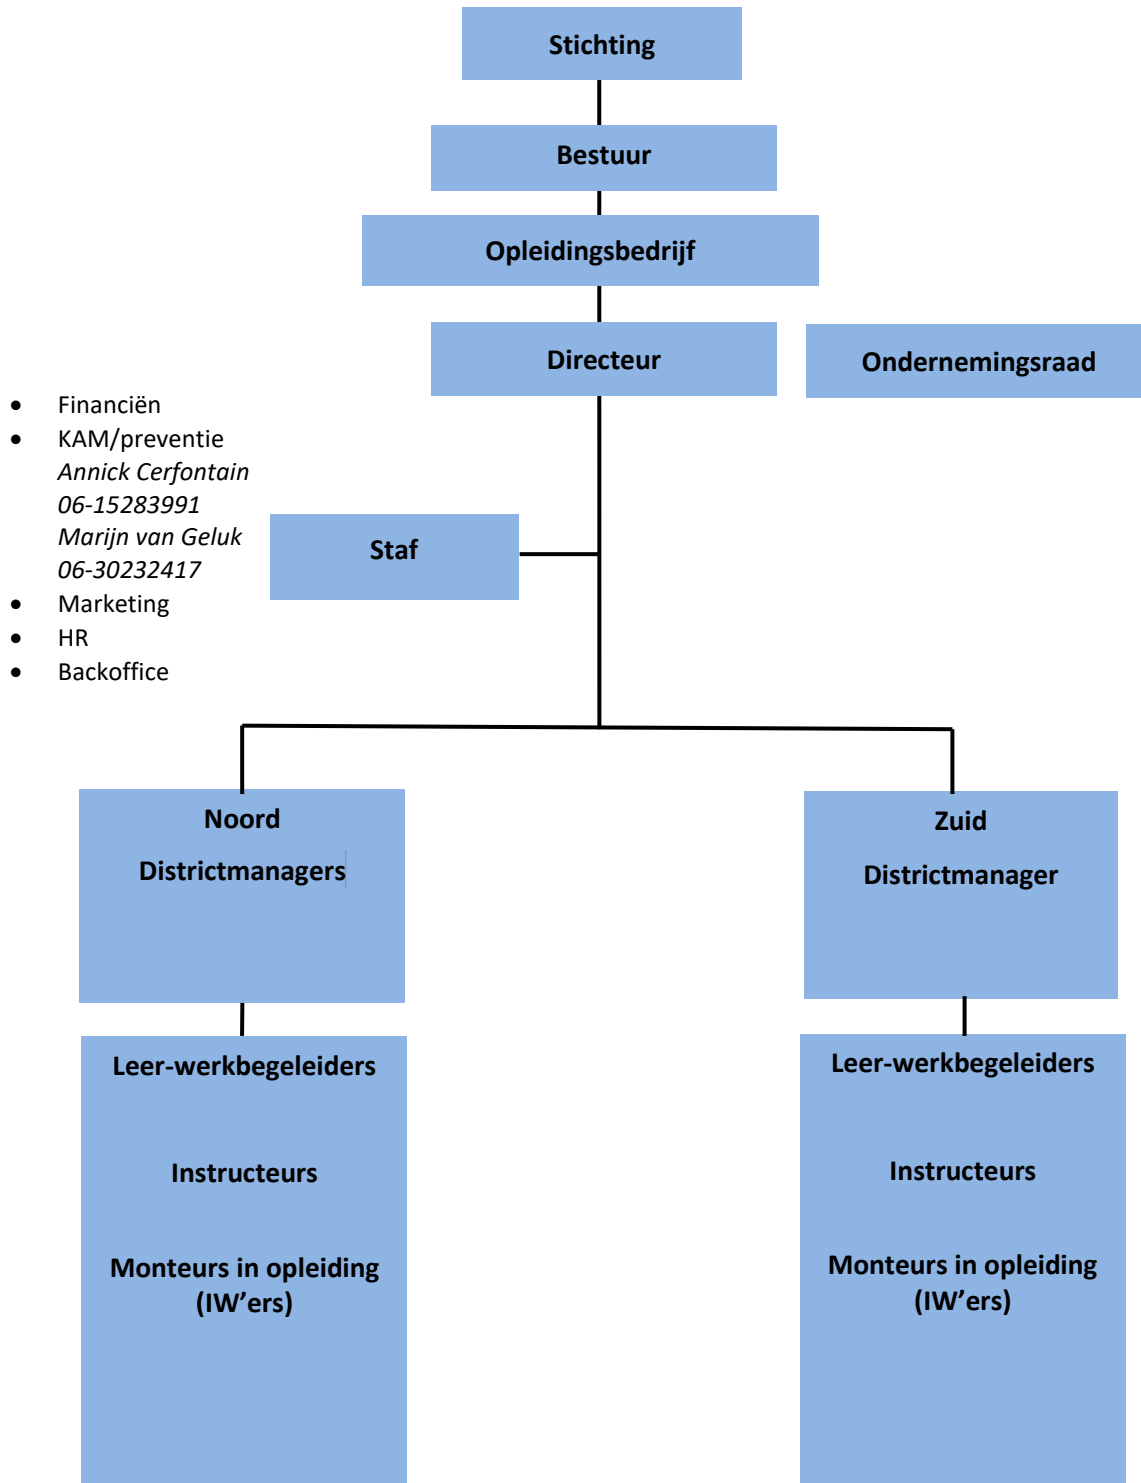 Stichting
Bestuur
Opleidingsbedrijf
Directeur
Ondernemingsraad
• Financiën
• KAM/preventie
Annick Cerfontain
06-15283991
Marijn van Geluk
06-30232417
• Marketing
• HR
• Backoffice
Staf
Noord
Districtmanagers
Zuid
Districtmanager
Leer-werkbegeleiders
Instructeurs
Monteurs in opleiding
(IW’ers)
Leer-werkbegeleiders
Instructeurs
Monteurs in opleiding
(IW’ers)